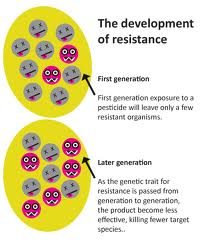 The development
of resistance
First generation
First generation exposure to a
pesticide will leave only a few
resistant organisms.
Later generation
As the genetic trait for
resistance is passed from
generation to generation,
the product become less
effective, killing fewer target
species..